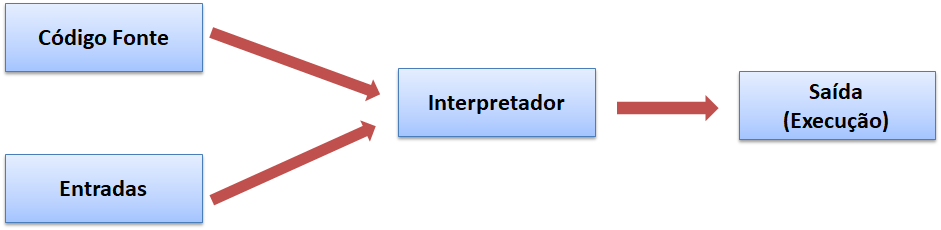 Código Fonte
Entradas
Interpretador
Saída
(Execução)